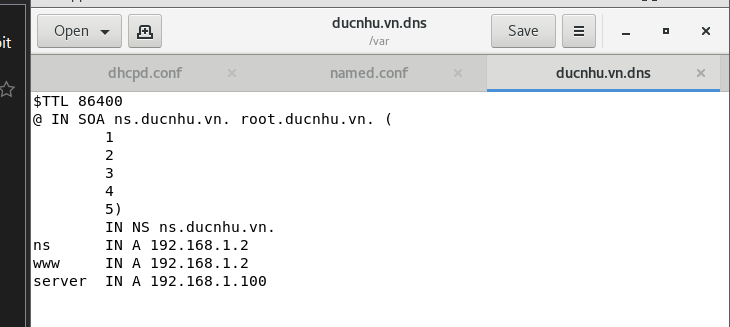 pit
Open
ducnhu.vn.dns
/var
Save
dhcpd.conf
named.conf
ducnhu.vn.dns
$TTL 86400
@ IN SOA ns.ducnhu.vn. root.ducnhu.vn. (
1
2
3
4
5)
IN NS ns.ducnhu.vn.
ns IN A 192.168.1.2
www IN A 192.168.1.2
server IN A 192.168.1.100